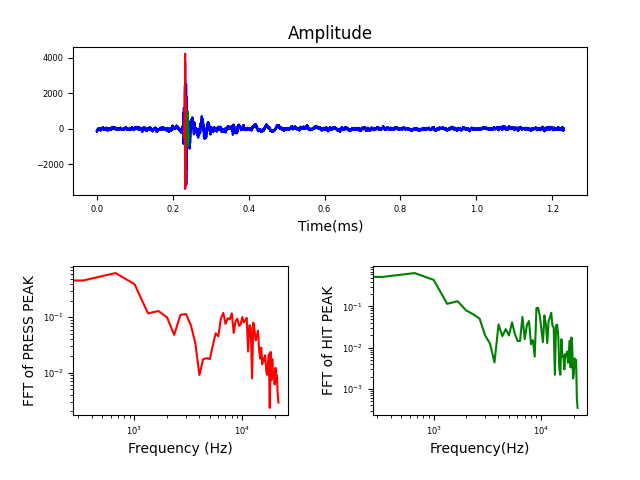 Amplitude
4000
2000
0
−2000
0.0 0.2 0.4 0.6 0.8 1.0 1.2
Time(ms)
FFT of PRESS PEAK
10⁻¹
10⁻²
10³ 10⁴
Frequency (Hz)
FFT of HIT PEAK
10⁻¹
10⁻²
10⁻³
10³ 10⁴
Frequency(Hz)